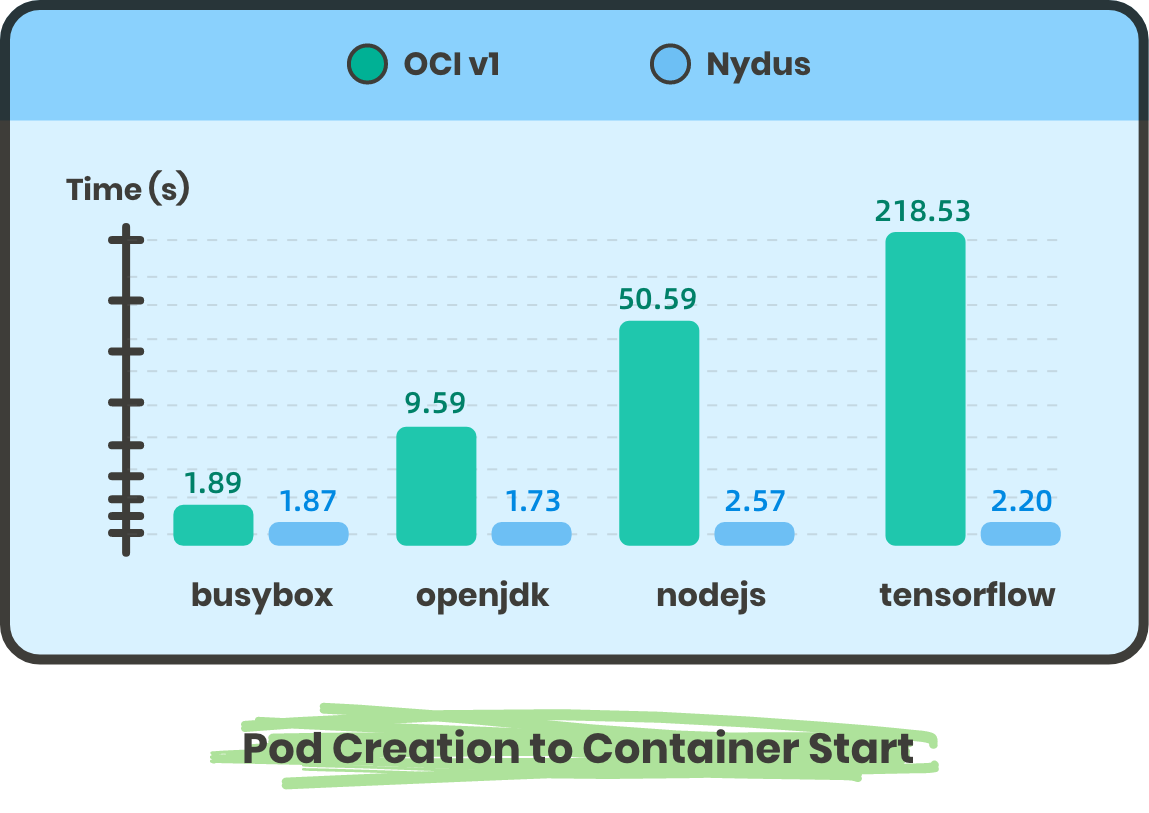 OCI v1 Nydus
Time (s)
218.53
50.59
9.59
1.89 1.87 1.73 2.57 2.20
busybox openjdk nodejs tensorflow
Pod Creation to Container Start